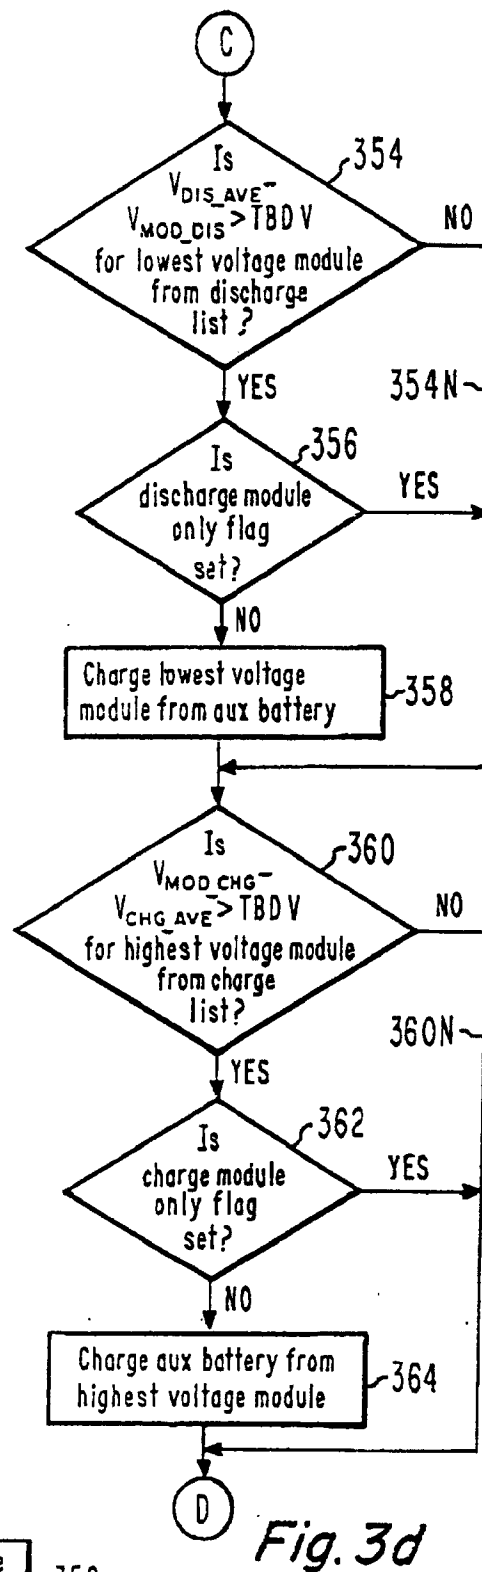 C
Is
V_DIS_AVE-
V_MOD_DIS > TBD V
for lowest voltage module
from discharge
list ?
354
NO
YES
354N
356
Is
discharge module
only flag
set?
YES
NO
Charge lowest voltage
module from aux battery
358
Is
V_MOD_CHG-
V_CHG_AVE > TBD V
for highest voltage module
from charge
list?
360
NO
360N
YES
362
Is
charge module
only flag
set?
YES
NO
Charge aux battery from
highest voltage module
364
D
Fig. 3d